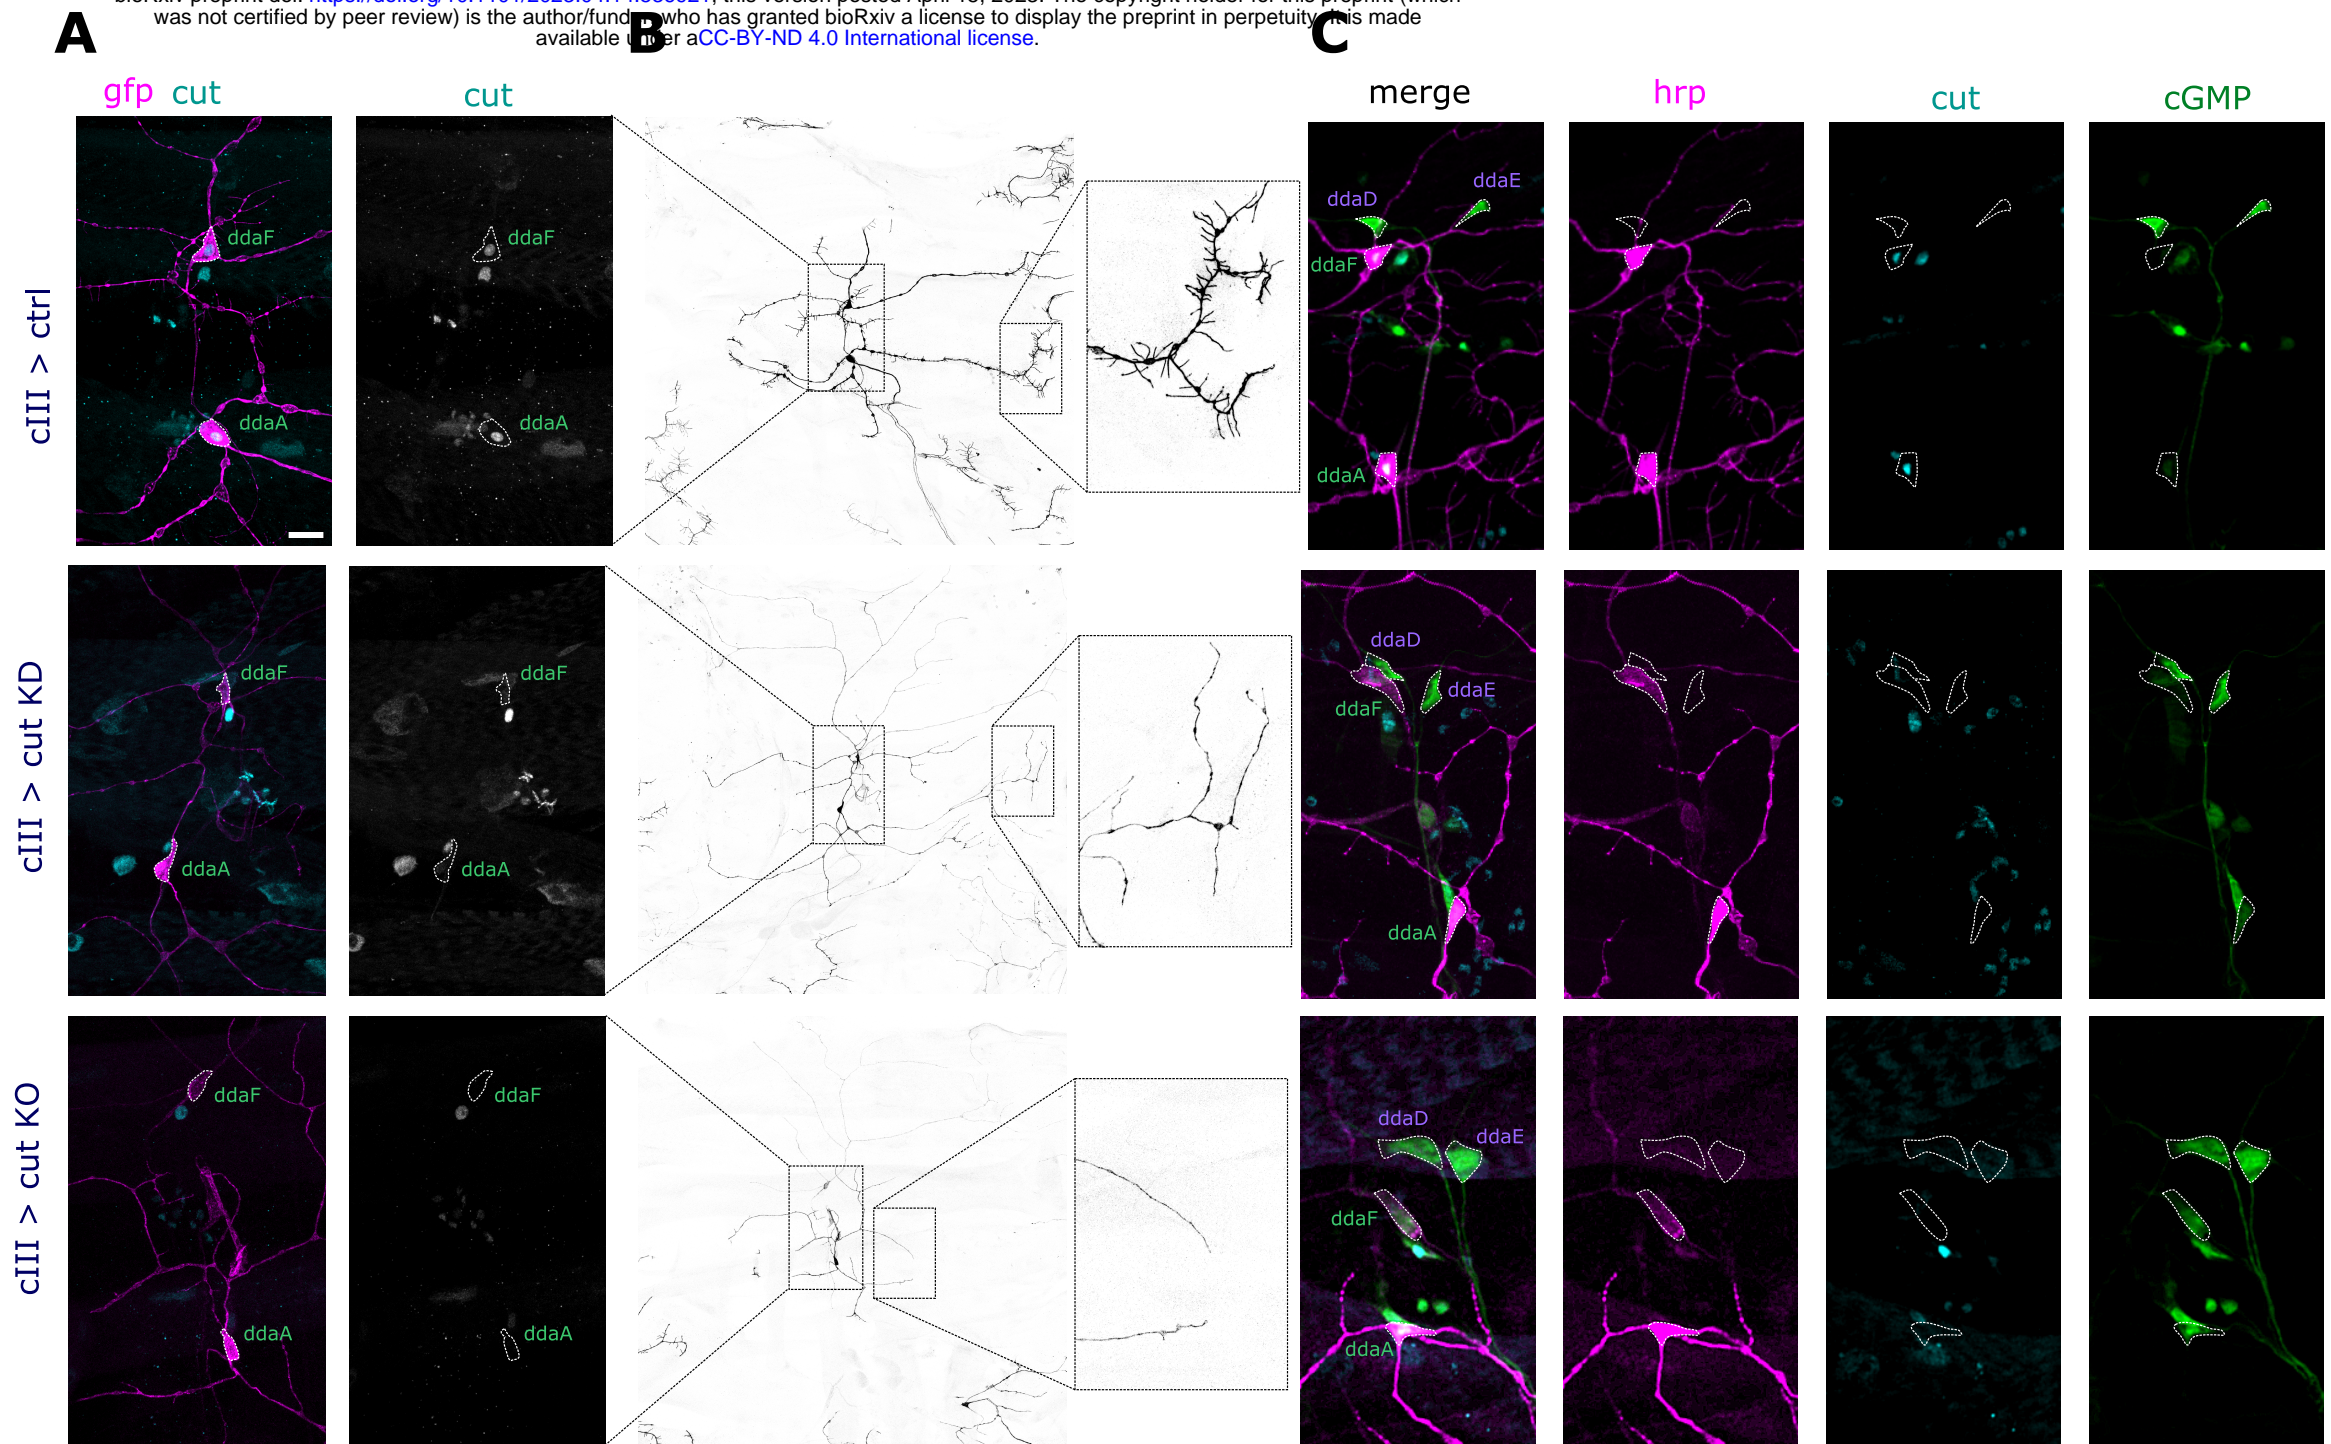 was not certified by peer review) is the author/funder, who has granted bioRxiv a license to display the preprint in perpetuity. It is made
available under aCC-BY-ND 4.0 International license.
A
B
C
gfp cut
cut
merge
hrp
cut
cGMP
cIII > ctrl
ddaF
ddaA
ddaF
ddaA
ddaD
ddaE
ddaF
ddaA
cIII > cut KD
ddaF
ddaA
ddaF
ddaA
ddaD
ddaE
ddaF
ddaA
cIII > cut KO
ddaF
ddaA
ddaF
ddaA
ddaD
ddaE
ddaF
ddaA